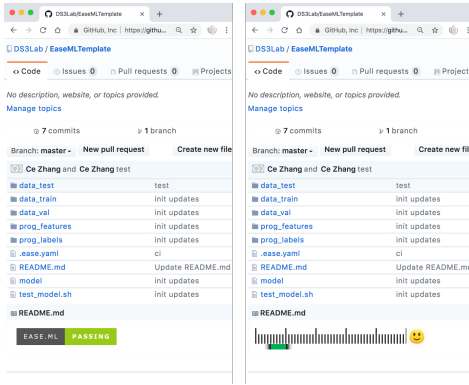 DS3Lab/EaseMLTemplate
GitHub, Inc | https://githu...
DS3Lab / EaseMLTemplate
Code Issues 0 Pull requests 0 Projects
No description, website, or topics provided.
Manage topics
7 commits 1 branch
Branch: master New pull request Create new file
Ce Zhang and Ce Zhang test
data_test test
data_train init updates
data_val init updates
prog_features init updates
prog_labels init updates
.ease.yaml ci
README.md Update README.md
model init updates
test_model.sh init updates
README.md
EASE.ML PASSING
DS3Lab/EaseMLTemplate
GitHub, Inc | https://githu...
DS3Lab / EaseMLTemplate
Code Issues 0 Pull requests 0 Projects
No description, website, or topics provided.
Manage topics
7 commits 1 branch
Branch: master New pull request Create new file
Ce Zhang and Ce Zhang test
data_test test
data_train init updates
data_val init updates
prog_features init updates
prog_labels init updates
.ease.yaml ci
README.md Update README.md
model init updates
test_model.sh init updates
README.md